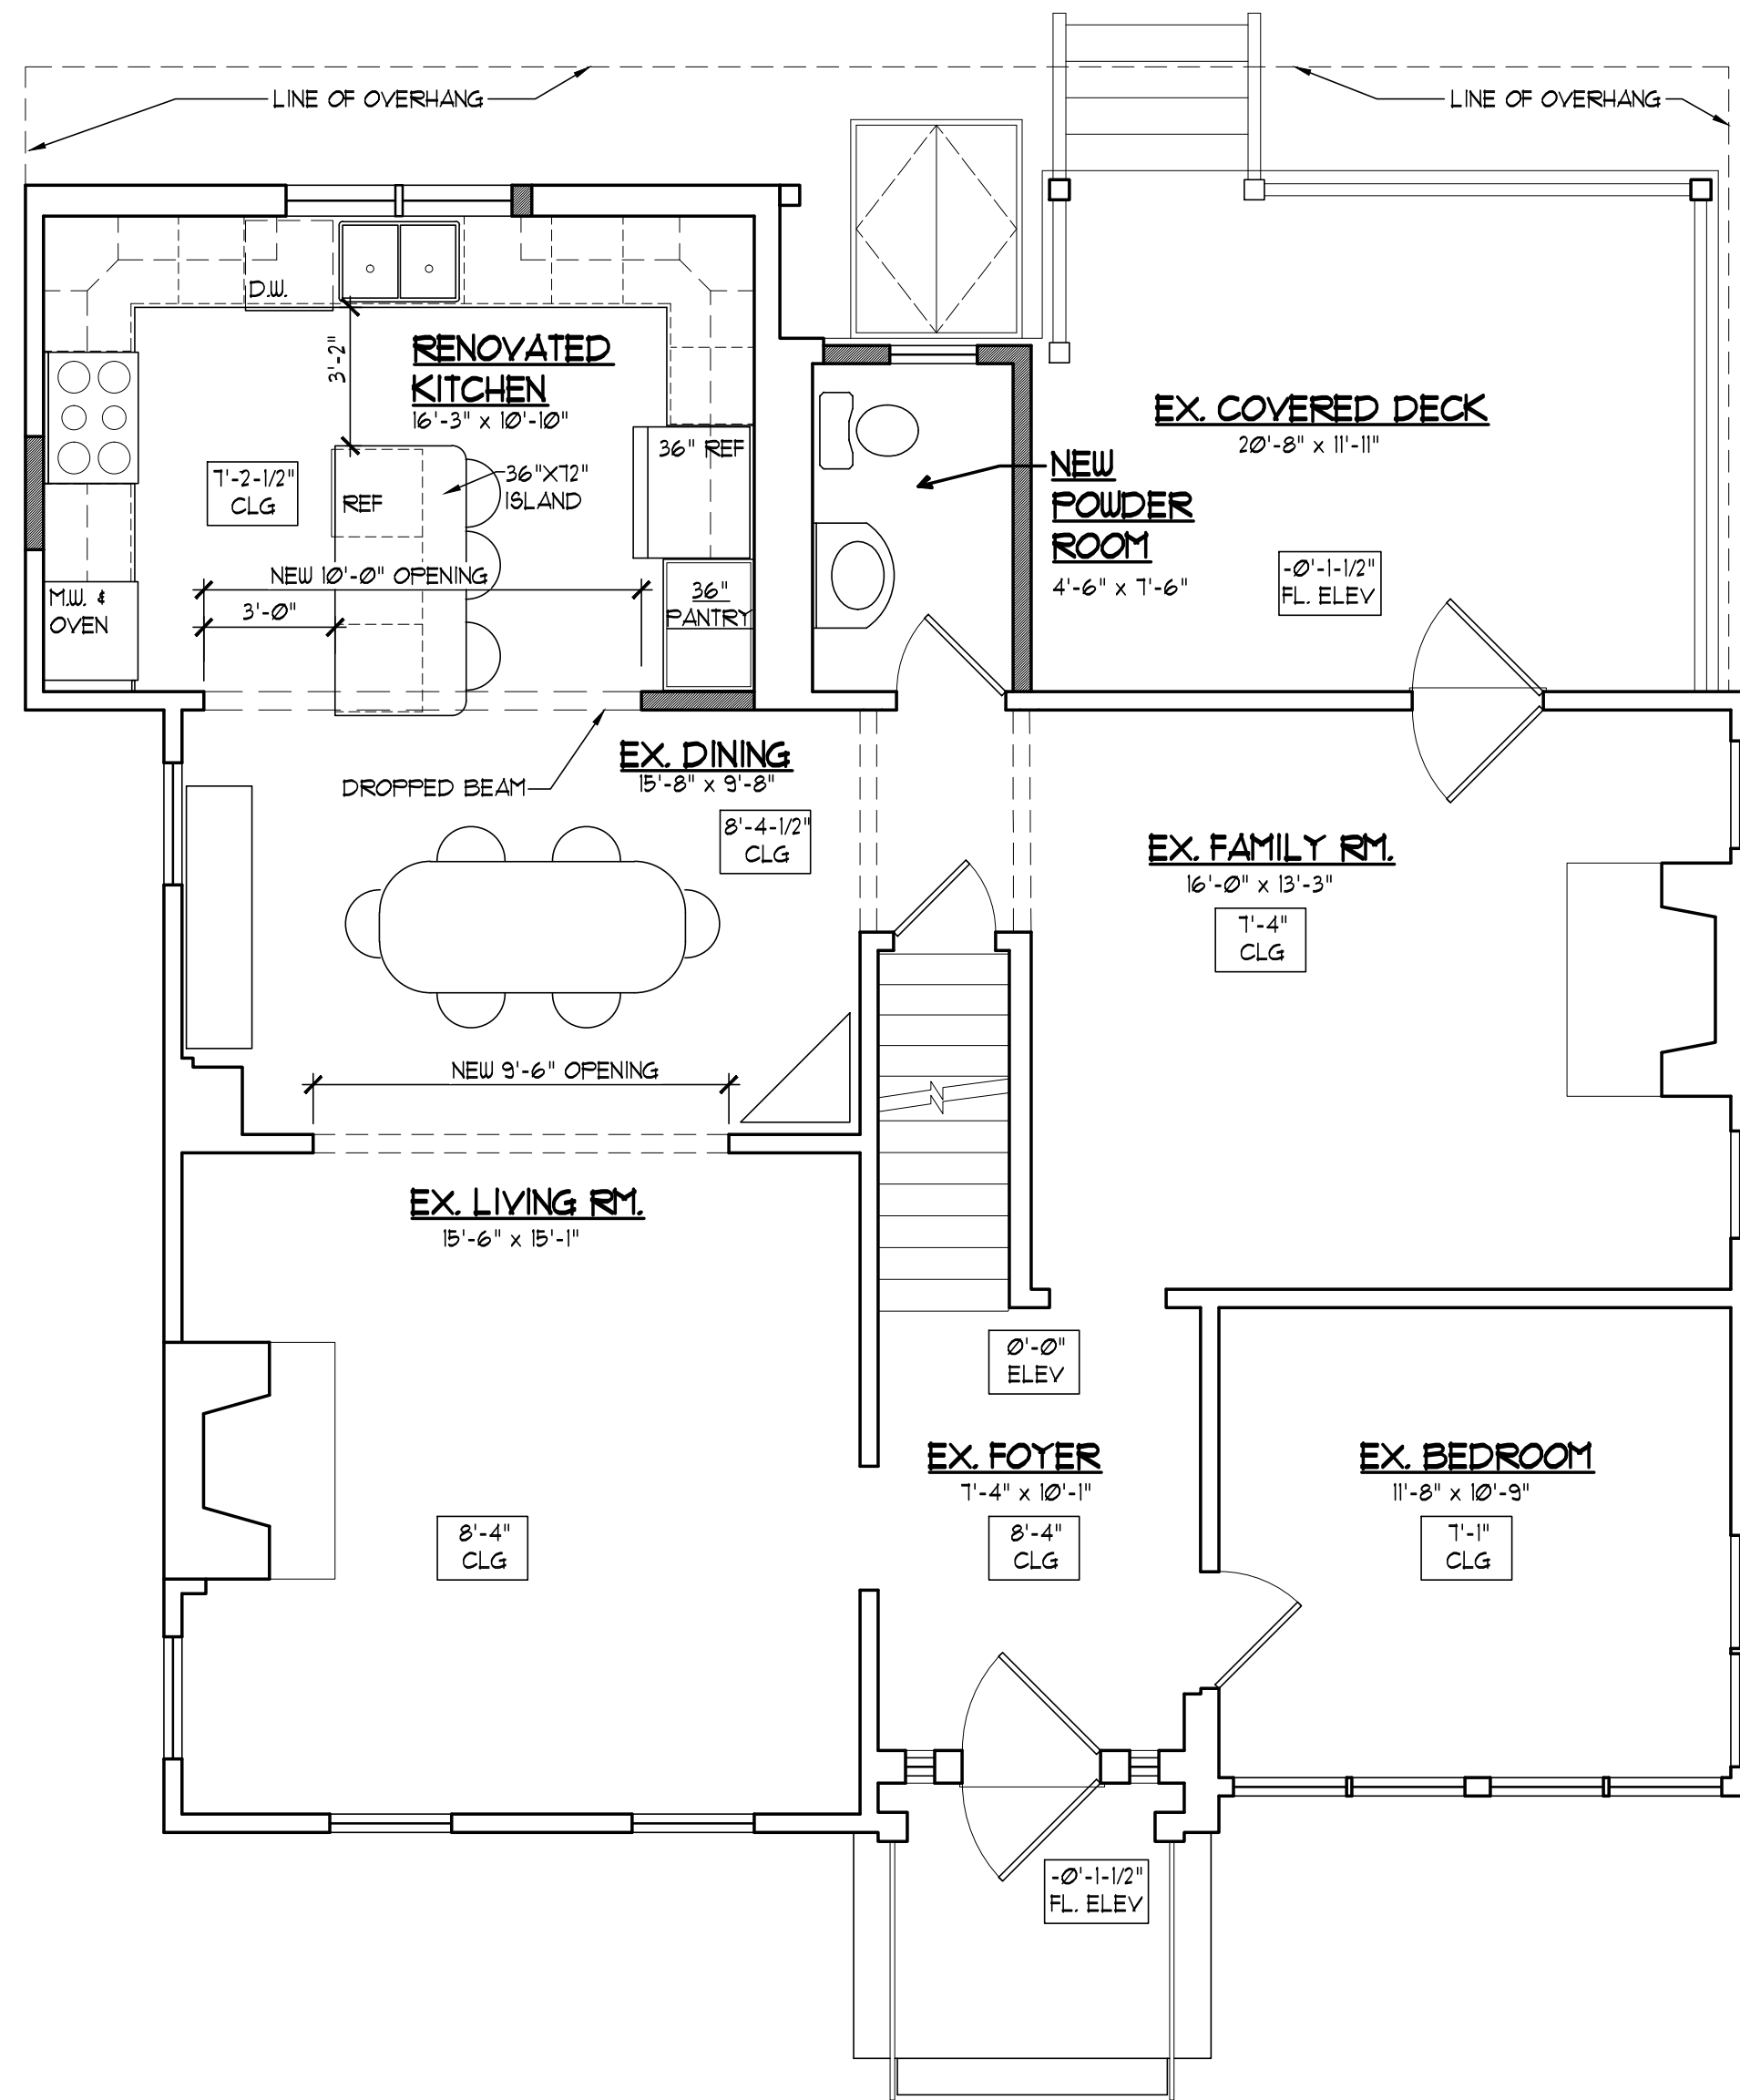 LINE OF OVERHANG
LINE OF OVERHANG
D.W.
3'-2"
RENOVATED
KITCHEN
16'-3" x 10'-10"
7'-2-1/2"
CLG
REF
36"X72"
ISLAND
36" REF
NEW 10'-0" OPENING
3'-0"
M.W. &
OVEN
36"
PANTRY
EX. COVERED DECK
20'-8" x 11'-11"
NEW
POWDER
ROOM
4'-6" x 7'-6"
-0'-1-1/2"
FL. ELEV
EX. DINING
15'-8" x 9'-8"
DROPPED BEAM
8'-4-1/2"
CLG
EX. FAMILY RM.
16'-0" x 13'-3"
7'-4"
CLG
NEW 9'-6" OPENING
EX. LIVING RM.
15'-6" x 15'-1"
0'-0"
ELEV
EX. FOYER
7'-4" x 10'-1"
8'-4"
CLG
8'-4"
CLG
EX. BEDROOM
11'-8" x 10'-9"
7'-1"
CLG
-0'-1-1/2"
FL. ELEV